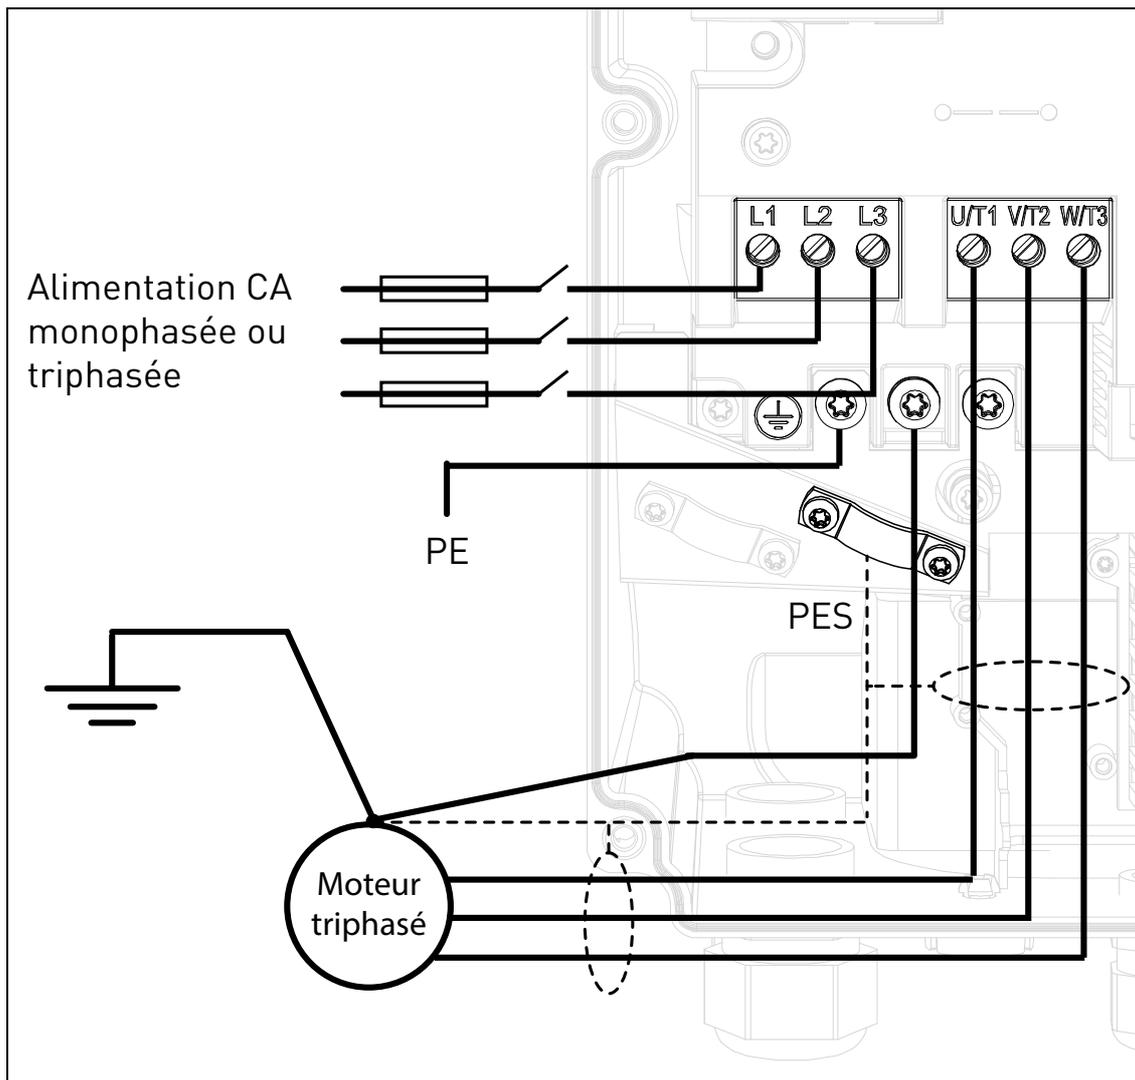 L1 L2 L3 U/T1 V/T2 W/T3
Alimentation CA
monophasée ou
triphasée
PE
PES
Moteur
triphasé